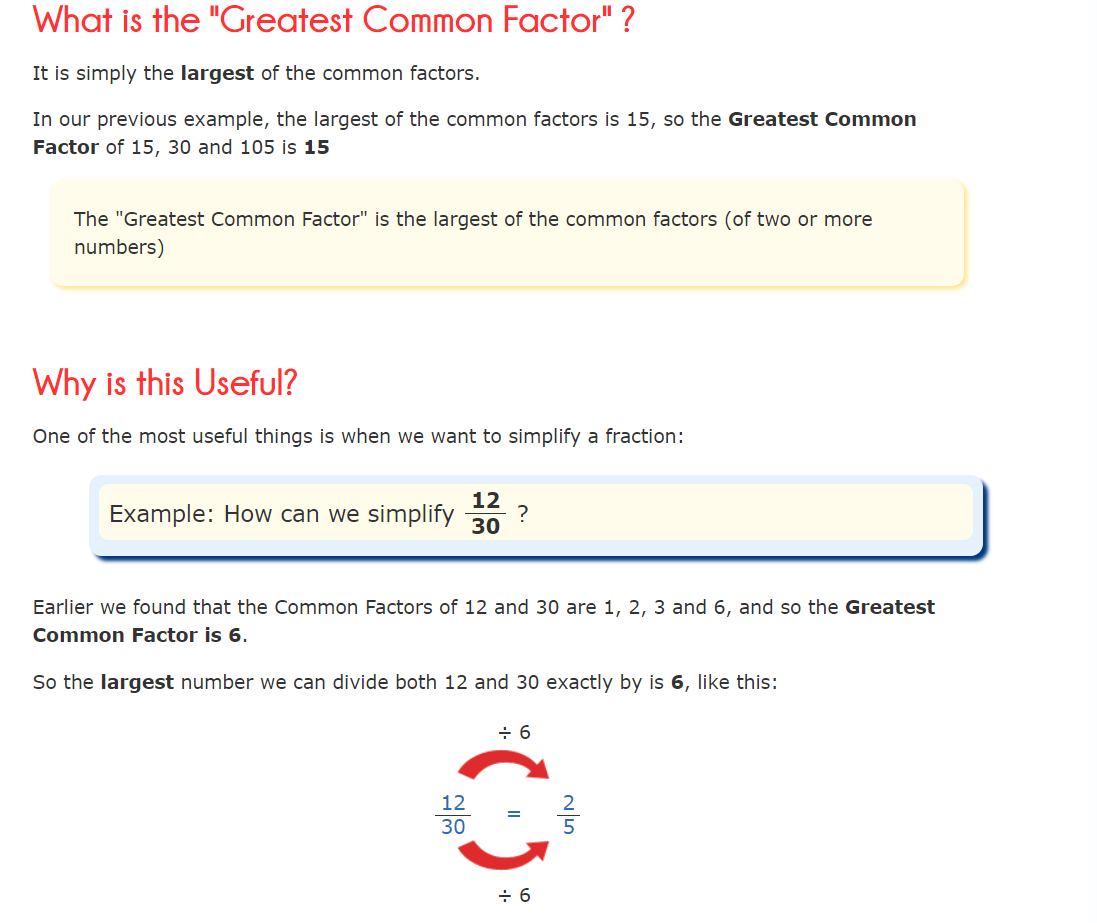 What is the "Greatest Common Factor" ?
It is simply the largest of the common factors.
In our previous example, the largest of the common factors is 15, so the Greatest Common
Factor of 15, 30 and 105 is 15
The "Greatest Common Factor" is the largest of the common factors (of two or more
numbers)
Why is this Useful?
One of the most useful things is when we want to simplify a fraction:
Example: How can we simplify 12/30 ?
Earlier we found that the Common Factors of 12 and 30 are 1, 2, 3 and 6, and so the Greatest
Common Factor is 6.
So the largest number we can divide both 12 and 30 exactly by is 6, like this:
÷ 6
12/30 = 2/5
÷ 6